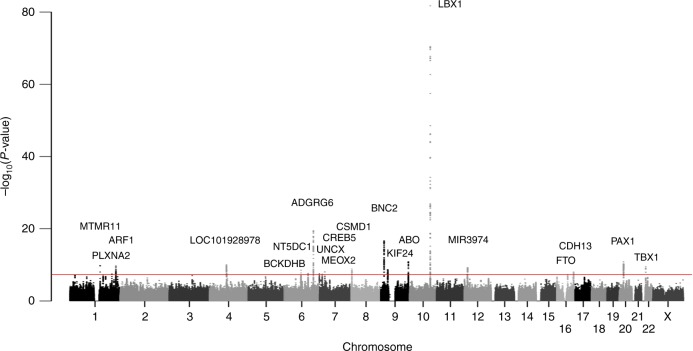 LBX1
80
60
–log10(P-value)
40
20
0
ADGRG6
BNC2
MTMR11
CSMD1
ARF1
LOC101928978
CREB5
ABO
MIR3974
PAX1
NT5DC1
UNCX
CDH13
PLXNA2
KIF24
TBX1
BCKDHB
MEOX2
FTO
1 2 3 4 5 6 7 8 9 10 11 12 13 14 15 17 19 21 X
16 18 20 22
Chromosome